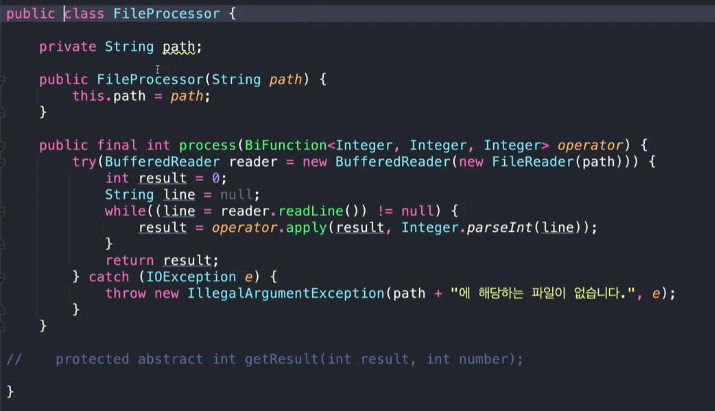 public class FileProcessor {
private String path;
public FileProcessor(String path) {
this.path = path;
}
public final int process(BiFunction<Integer, Integer, Integer> operator) {
try(BufferedReader reader = new BufferedReader(new FileReader(path))) {
int result = 0;
String line = null;
while((line = reader.readLine()) != null) {
result = operator.apply(result, Integer.parseInt(line));
}
return result;
} catch (IOException e) {
throw new IllegalArgumentException(path + "에 해당하는 파일이 없습니다.", e);
}
}
// protected abstract int getResult(int result, int number);
}